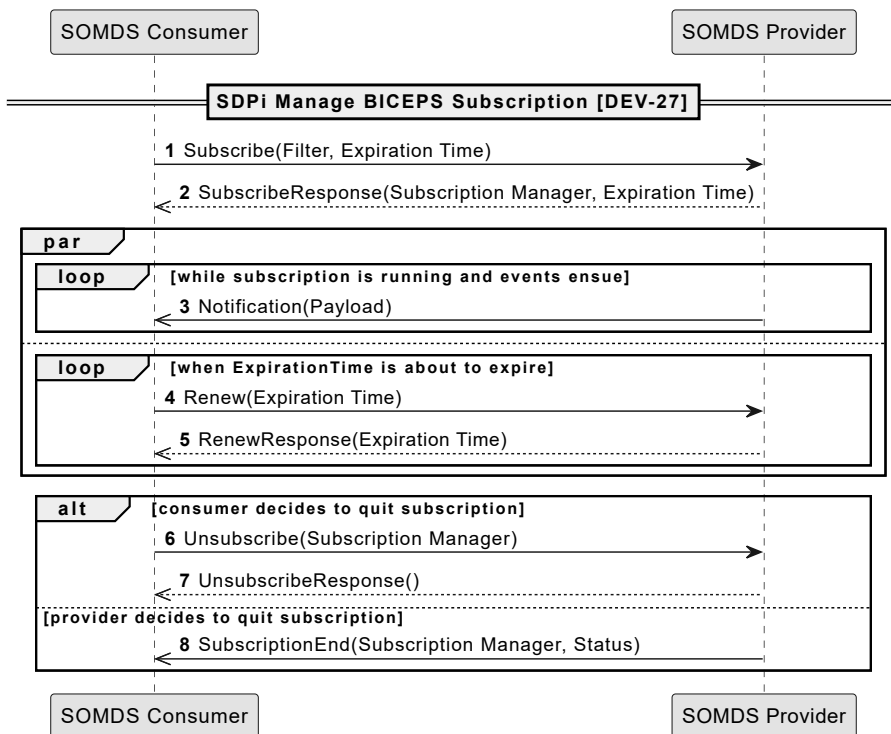 SOMDS Consumer SOMDS Provider
SDPi Manage BICEPS Subscription [DEV-27]
1 Subscribe(Filter, Expiration Time)
2 SubscribeResponse(Subscription Manager, Expiration Time)
par
loop [while subscription is running and events ensue]
3 Notification(Payload)
loop [when ExpirationTime is about to expire]
4 Renew(Expiration Time)
5 RenewResponse(Expiration Time)
alt [consumer decides to quit subscription]
6 Unsubscribe(Subscription Manager)
7 UnsubscribeResponse()
[provider decides to quit subscription]
8 SubscriptionEnd(Subscription Manager, Status)
SOMDS Consumer SOMDS Provider